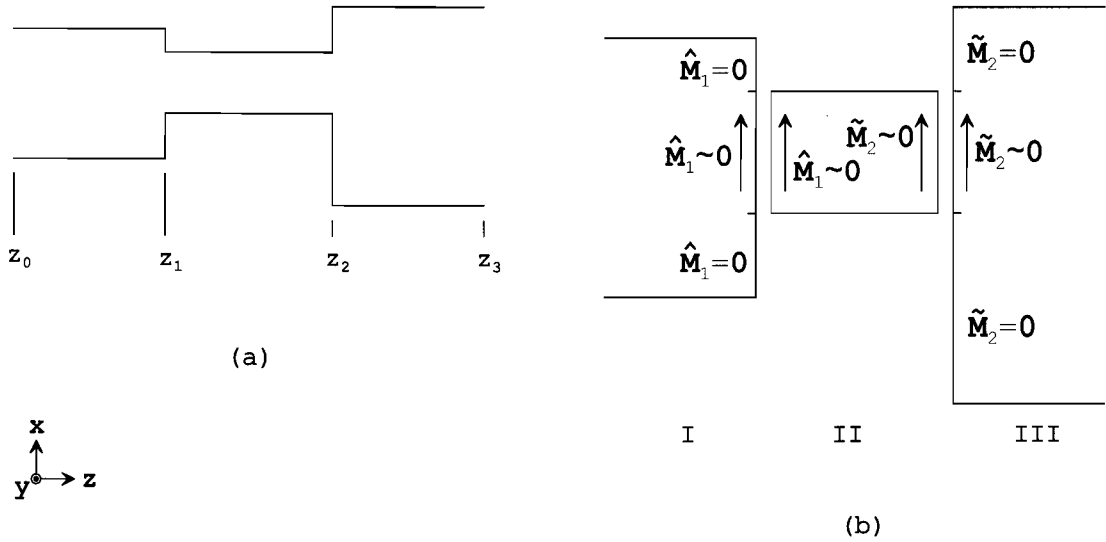 z₀ z₁ z₂ z₃
(a)
x
y z
M̂₁=0
M̂₁~0
M̂₁=0
M̂₁~0
M̃₂~0
M̃₂=0
M̃₂~0
M̃₂=0
I II III
(b)